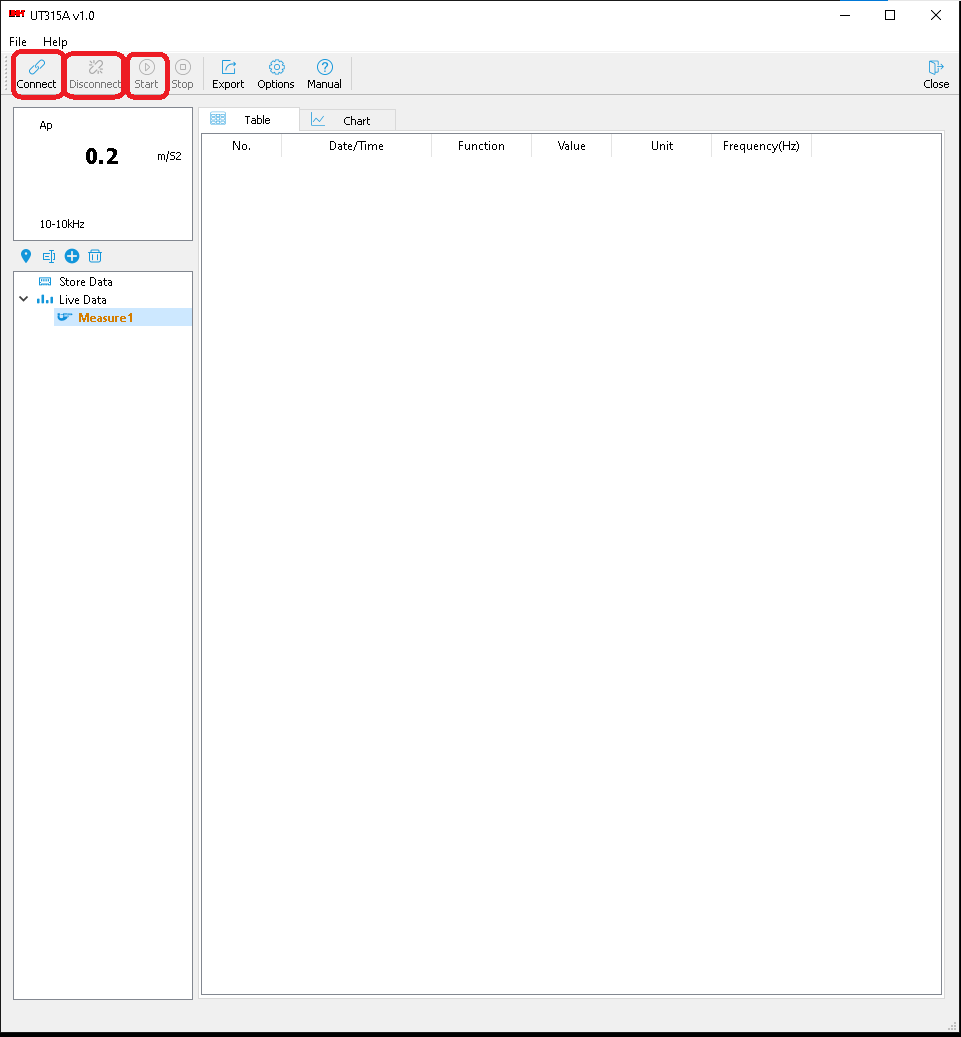 UT315A v1.0
File Help
Connect Disconnect Start Stop Export Options Manual Close
Ap
0.2 m/S2
10-10kHz
Table Chart
No. Date/Time Function Value Unit Frequency(Hz)
Store Data
Live Data
Measure1